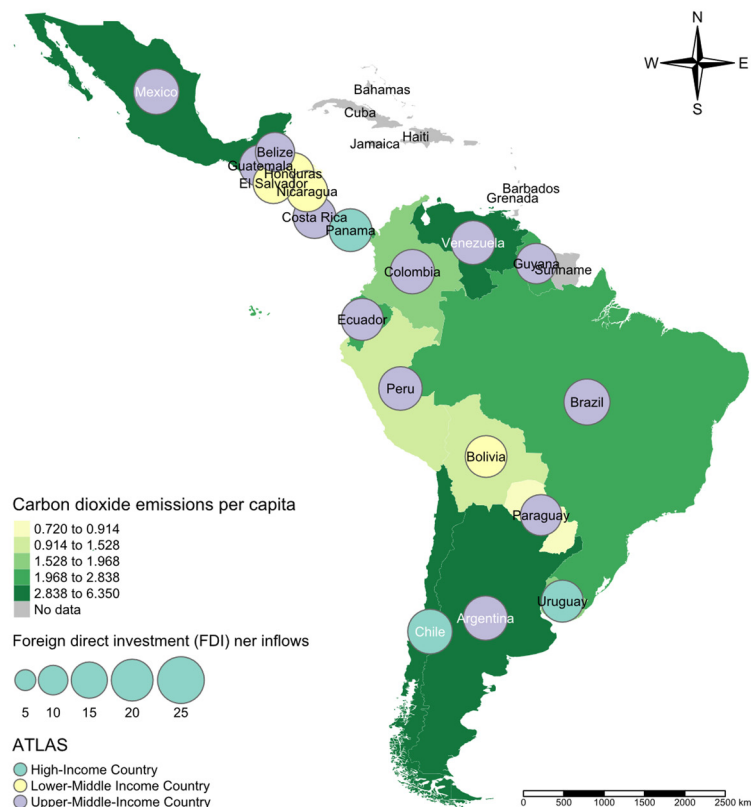 N
W E
S
Mexico
Bahamas
Cuba
Jamaica
Haiti
Belize
Guatemala
Honduras
El Salvador
Nicaragua
Barbados
Grenada
Costa Rica
Panama
Venezuela
Guyana
Suriname
Colombia
Ecuador
Peru
Brazil
Bolivia
Paraguay
Uruguay
Argentina
Chile
Carbon dioxide emissions per capita
0.720 to 0.914
0.914 to 1.528
1.528 to 1.968
1.968 to 2.838
2.838 to 6.350
No data
Foreign direct investment (FDI) ner inflows
5 10 15 20 25
ATLAS
High-Income Country
Lower-Middle Income Country
Upper-Middle-Income Country
0 500 1000 1500 2000 2500 km